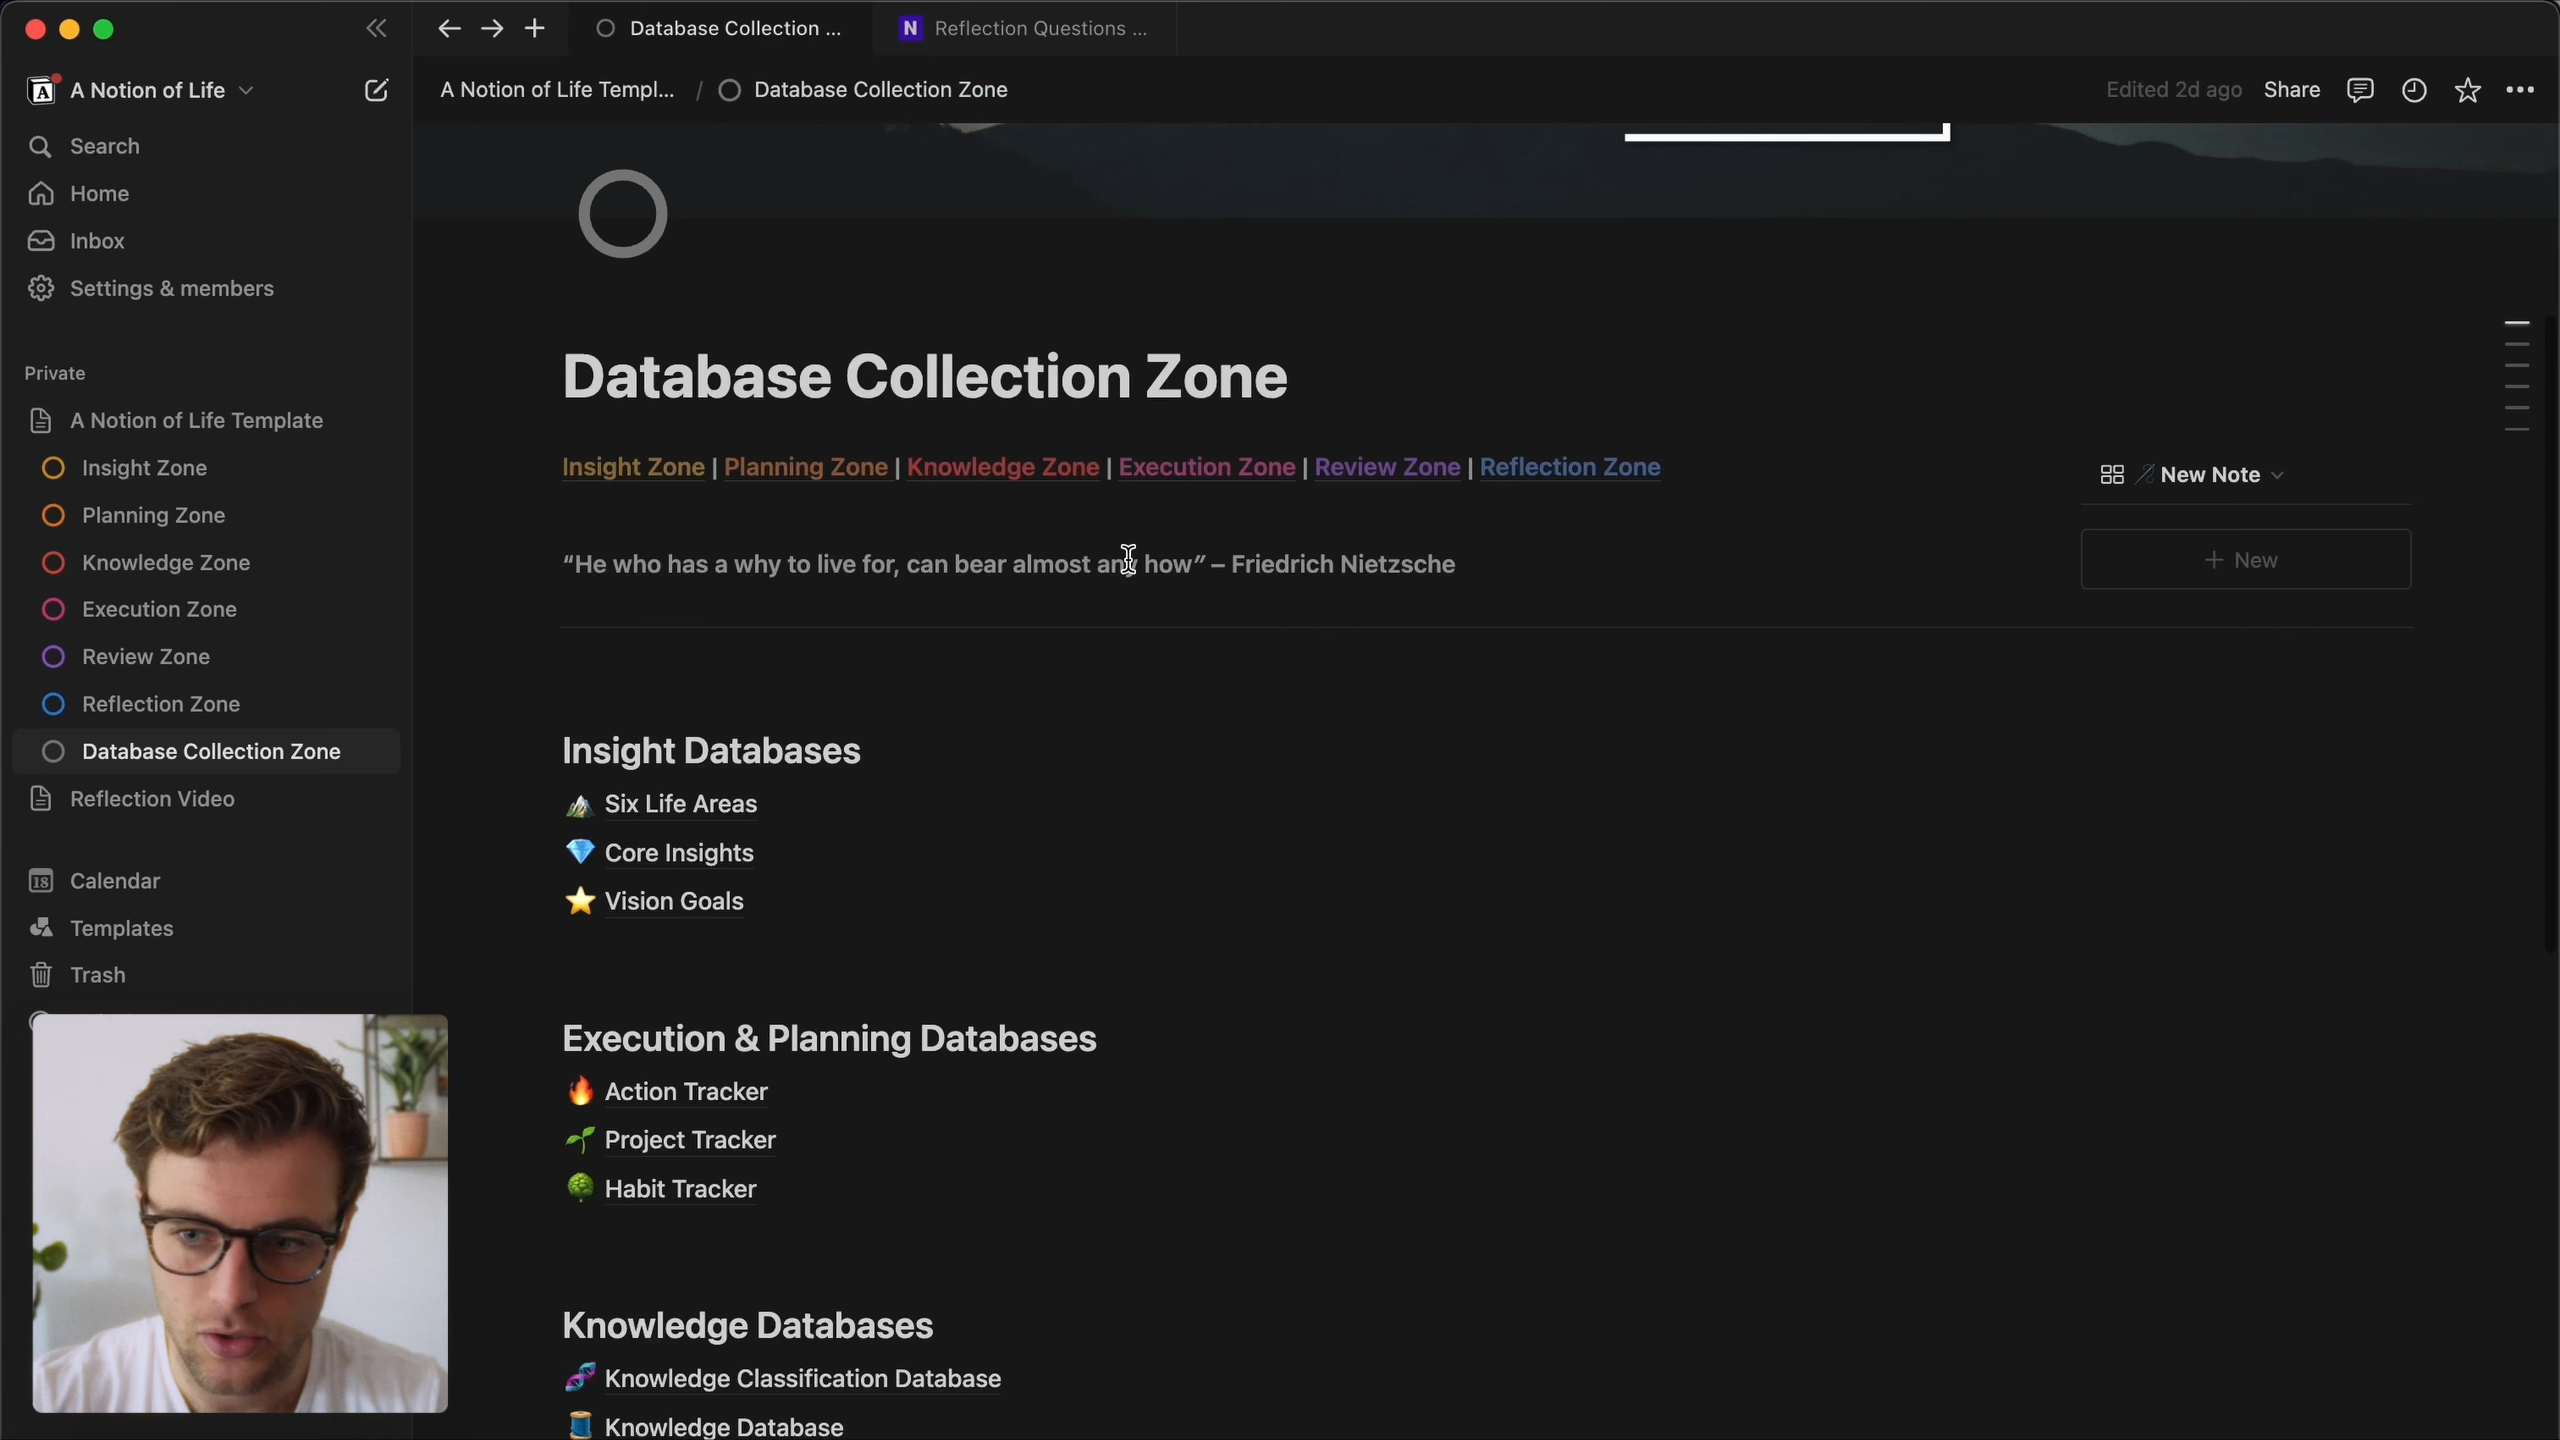 Database Collection ...
N Reflection Questions ...
A Notion of Life
A Notion of Life Templ... / Database Collection Zone
Edited 2d ago Share
Search
Home
Inbox
Settings & members
Private
A Notion of Life Template
Insight Zone
Planning Zone
Knowledge Zone
Execution Zone
Review Zone
Reflection Zone
Database Collection Zone
Reflection Video
18 Calendar
Templates
Trash
Database Collection Zone
Insight Zone | Planning Zone | Knowledge Zone | Execution Zone | Review Zone | Reflection Zone
New Note
+ New
“He who has a why to live for, can bear almost any how” – Friedrich Nietzsche
Insight Databases
Six Life Areas
Core Insights
Vision Goals
Execution & Planning Databases
Action Tracker
Project Tracker
Habit Tracker
Knowledge Databases
Knowledge Classification Database
Knowledge Database